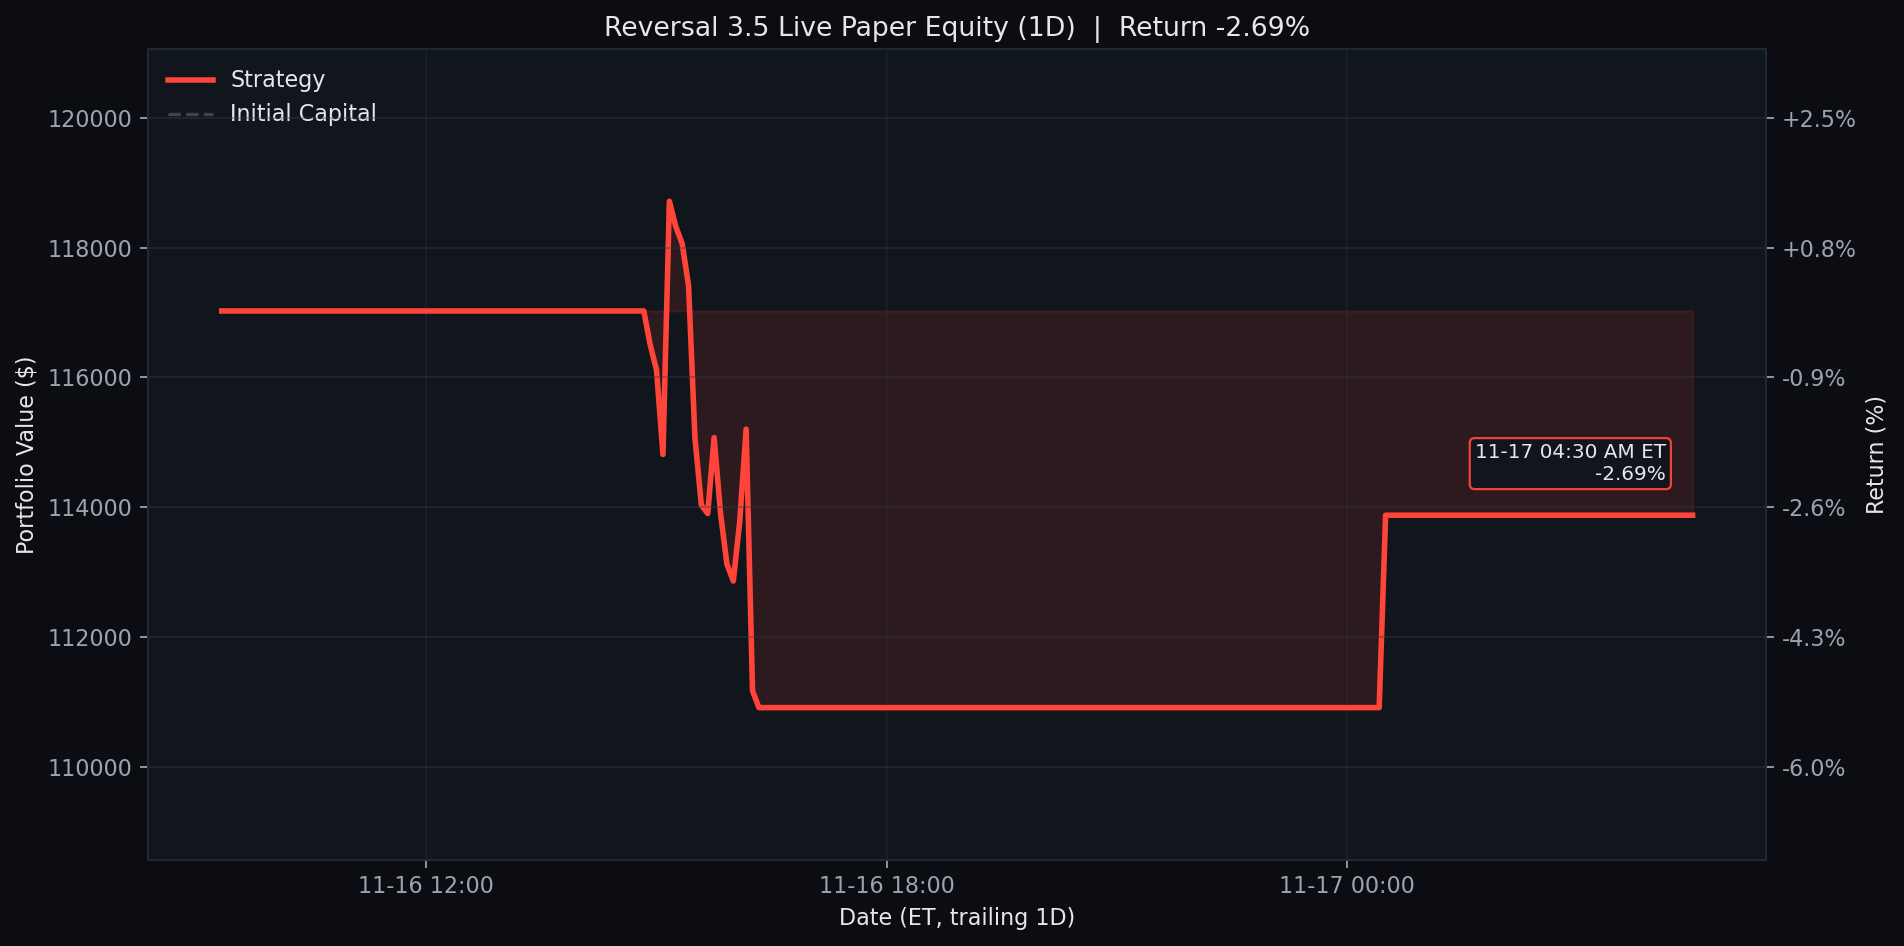 Reversal 3.5 Live Paper Equity (1D) | Return -2.69%
Strategy
Initial Capital
120000
118000
116000
114000
112000
110000
Portfolio Value ($)
+2.5%
+0.8%
-0.9%
-2.6%
-4.3%
-6.0%
Return (%)
11-17 04:30 AM ET
-2.69%
11-16 12:00
11-16 18:00
11-17 00:00
Date (ET, trailing 1D)